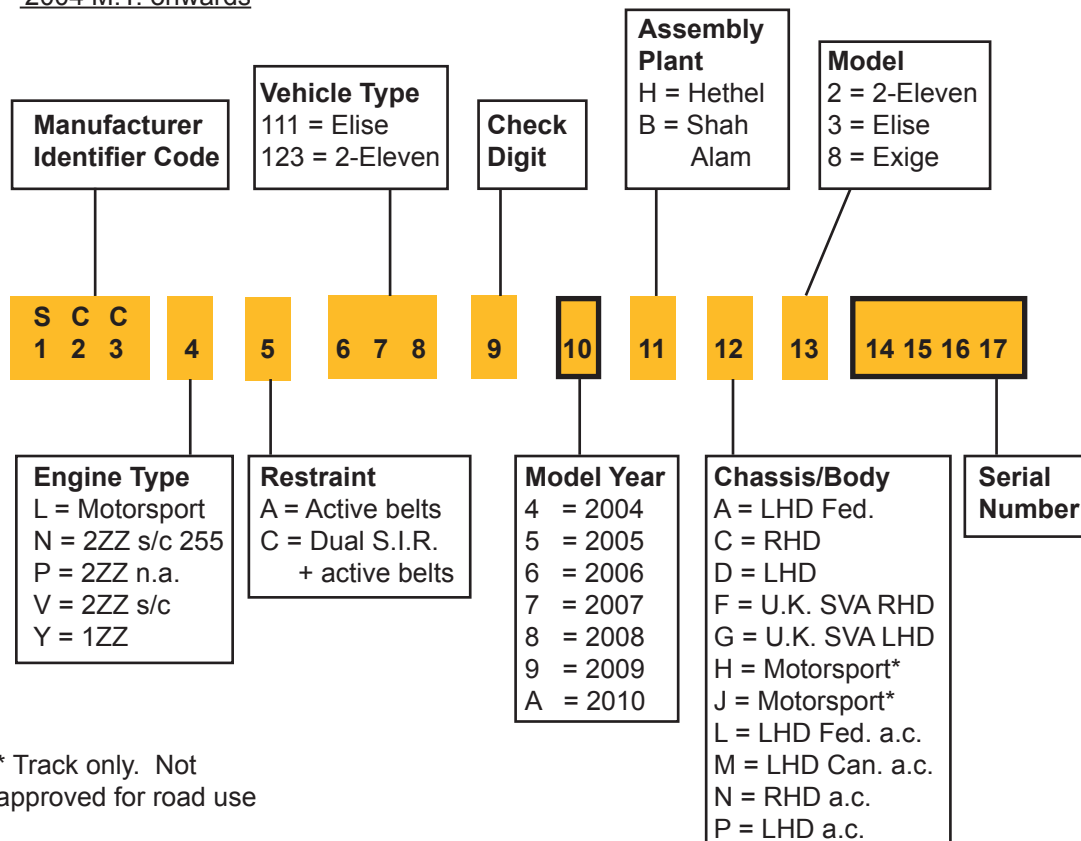 2004 M.Y. onwards
Manufacturer
Identifier Code
Vehicle Type
111 = Elise
123 = 2-Eleven
Check
Digit
Assembly
Plant
H = Hethel
B = Shah
Alam
Model
2 = 2-Eleven
3 = Elise
8 = Exige
S C C
1 2 3 4 5 6 7 8 9 10 11 12 13 14 15 16 17
Engine Type
L = Motorsport
N = 2ZZ s/c 255
P = 2ZZ n.a.
V = 2ZZ s/c
Y = 1ZZ
Restraint
A = Active belts
C = Dual S.I.R.
+ active belts
Model Year
4 = 2004
5 = 2005
6 = 2006
7 = 2007
8 = 2008
9 = 2009
A = 2010
Chassis/Body
A = LHD Fed.
C = RHD
D = LHD
F = U.K. SVA RHD
G = U.K. SVA LHD
H = Motorsport*
J = Motorsport*
L = LHD Fed. a.c.
M = LHD Can. a.c.
N = RHD a.c.
P = LHD a.c.
Serial
Number
* Track only. Not
approved for road use